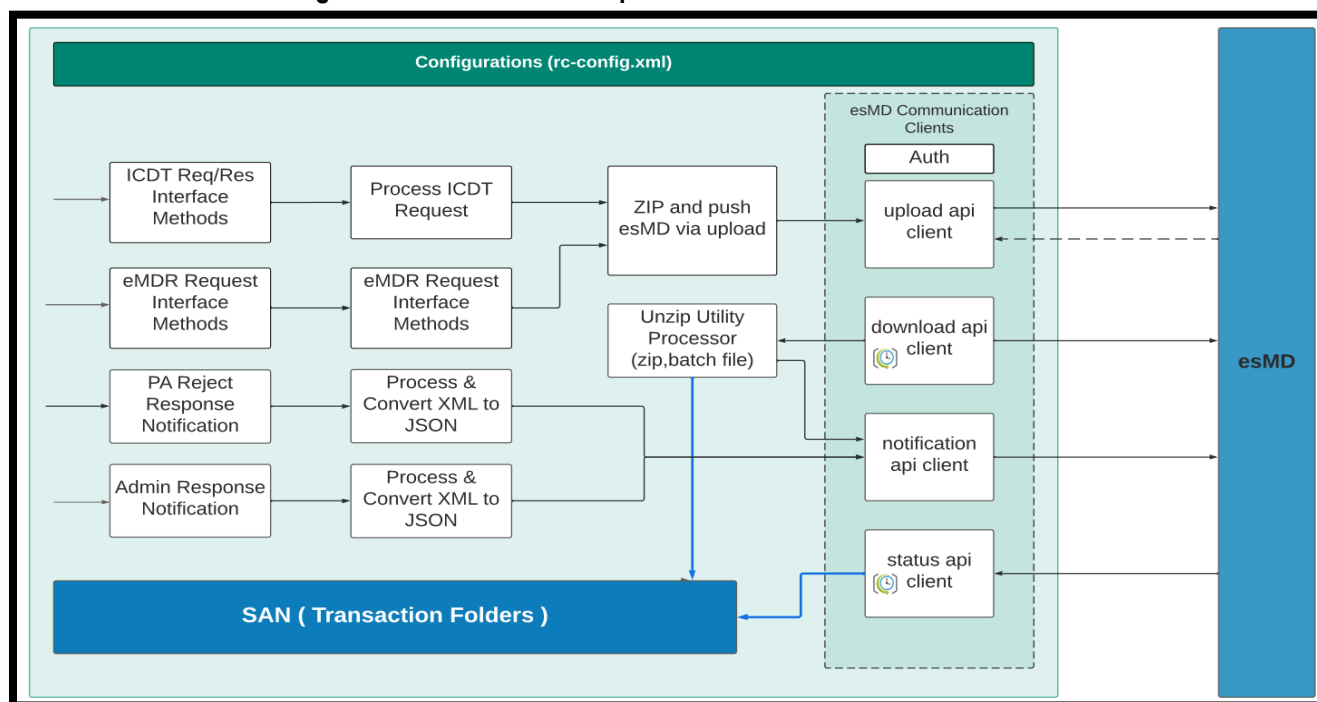 Configurations (rc-config.xml)
esMD Communication
Clients
Auth
ICDT Req/Res
Interface
Methods
Process ICDT
Request
ZIP and push
esMD via upload
upload api
client
eMDR Request
Interface
Methods
eMDR Request
Interface
Methods
Unzip Utility
Processor
(zip,batch file)
download api
client
esMD
PA Reject
Response
Notification
Process &
Convert XML to
JSON
notification
api client
Admin Response
Notification
Process &
Convert XML to
JSON
status api
client
SAN ( Transaction Folders )